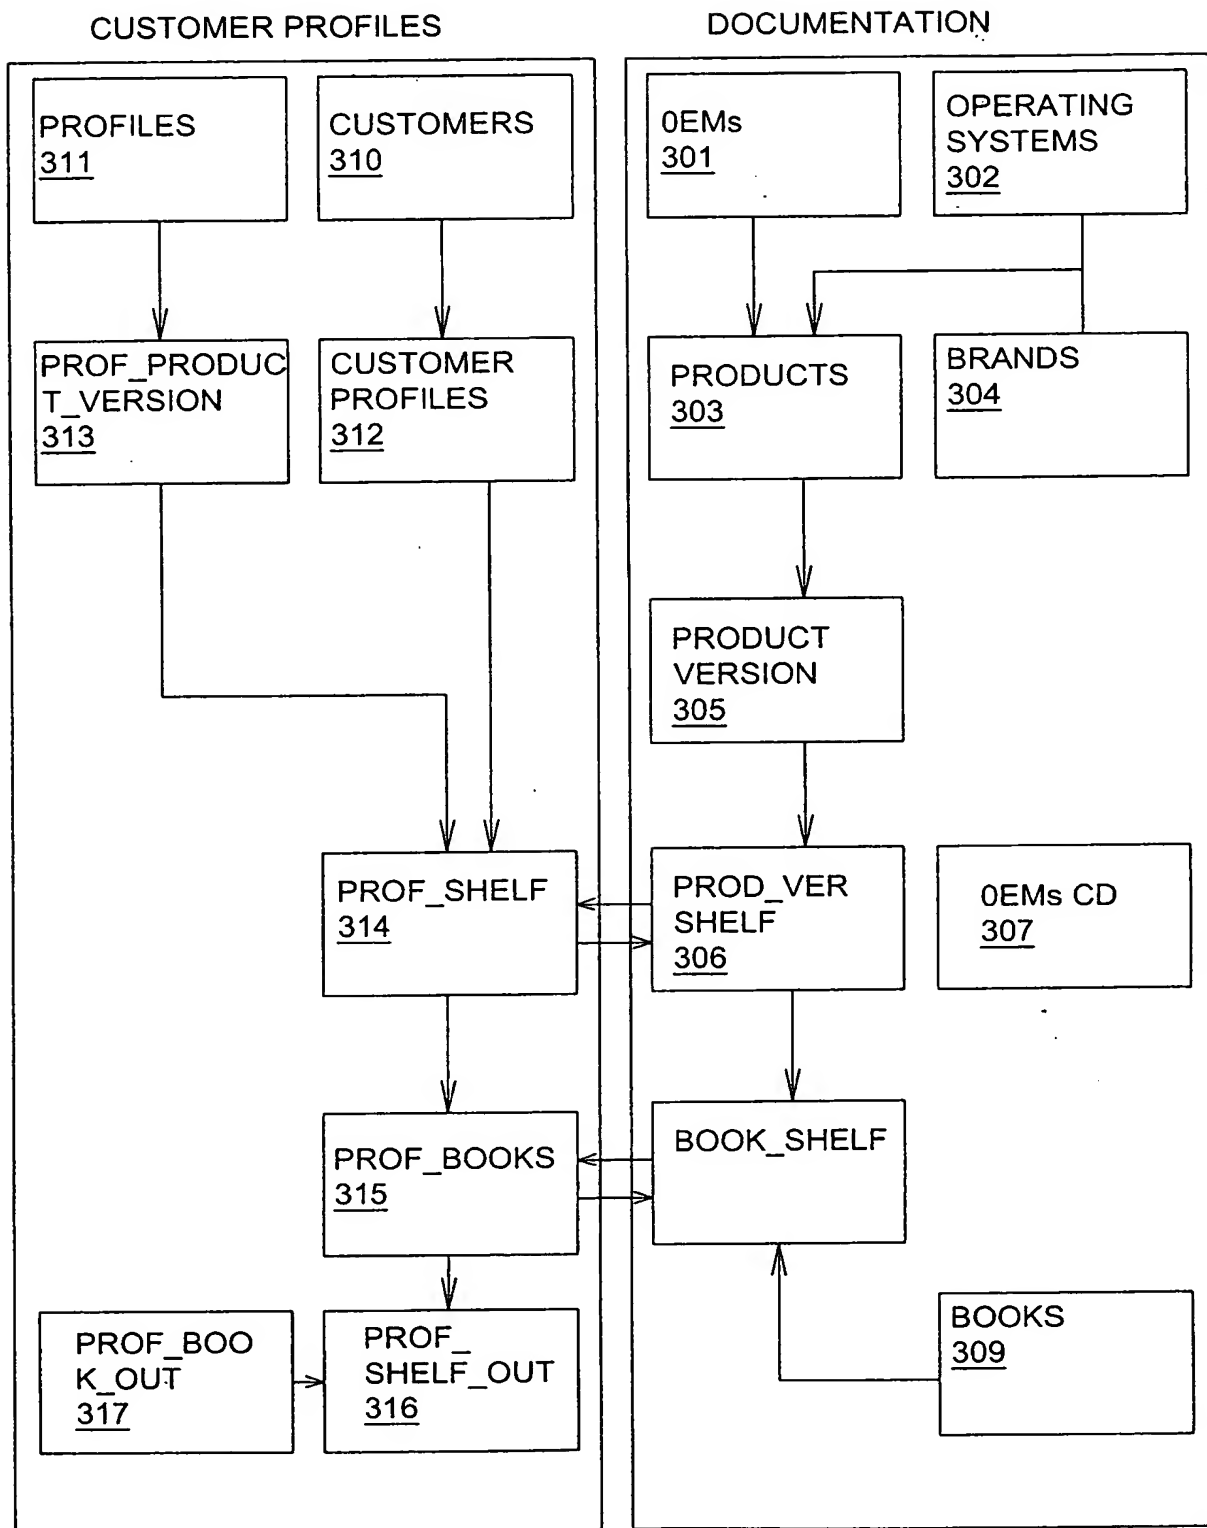 CUSTOMER PROFILES
DOCUMENTATION
PROFILES
311
CUSTOMERS
310
0EMs
301
OPERATING
SYSTEMS
302
PROF_PRODUC
T_VERSION
313
CUSTOMER
PROFILES
312
PRODUCTS
303
BRANDS
304
PRODUCT
VERSION
305
PROF_SHELF
314
PROD_VER
SHELF
306
0EMs CD
307
PROF_BOOKS
315
BOOK_SHELF
PROF_BOO
K_OUT
317
PROF_
SHELF_OUT
316
BOOKS
309